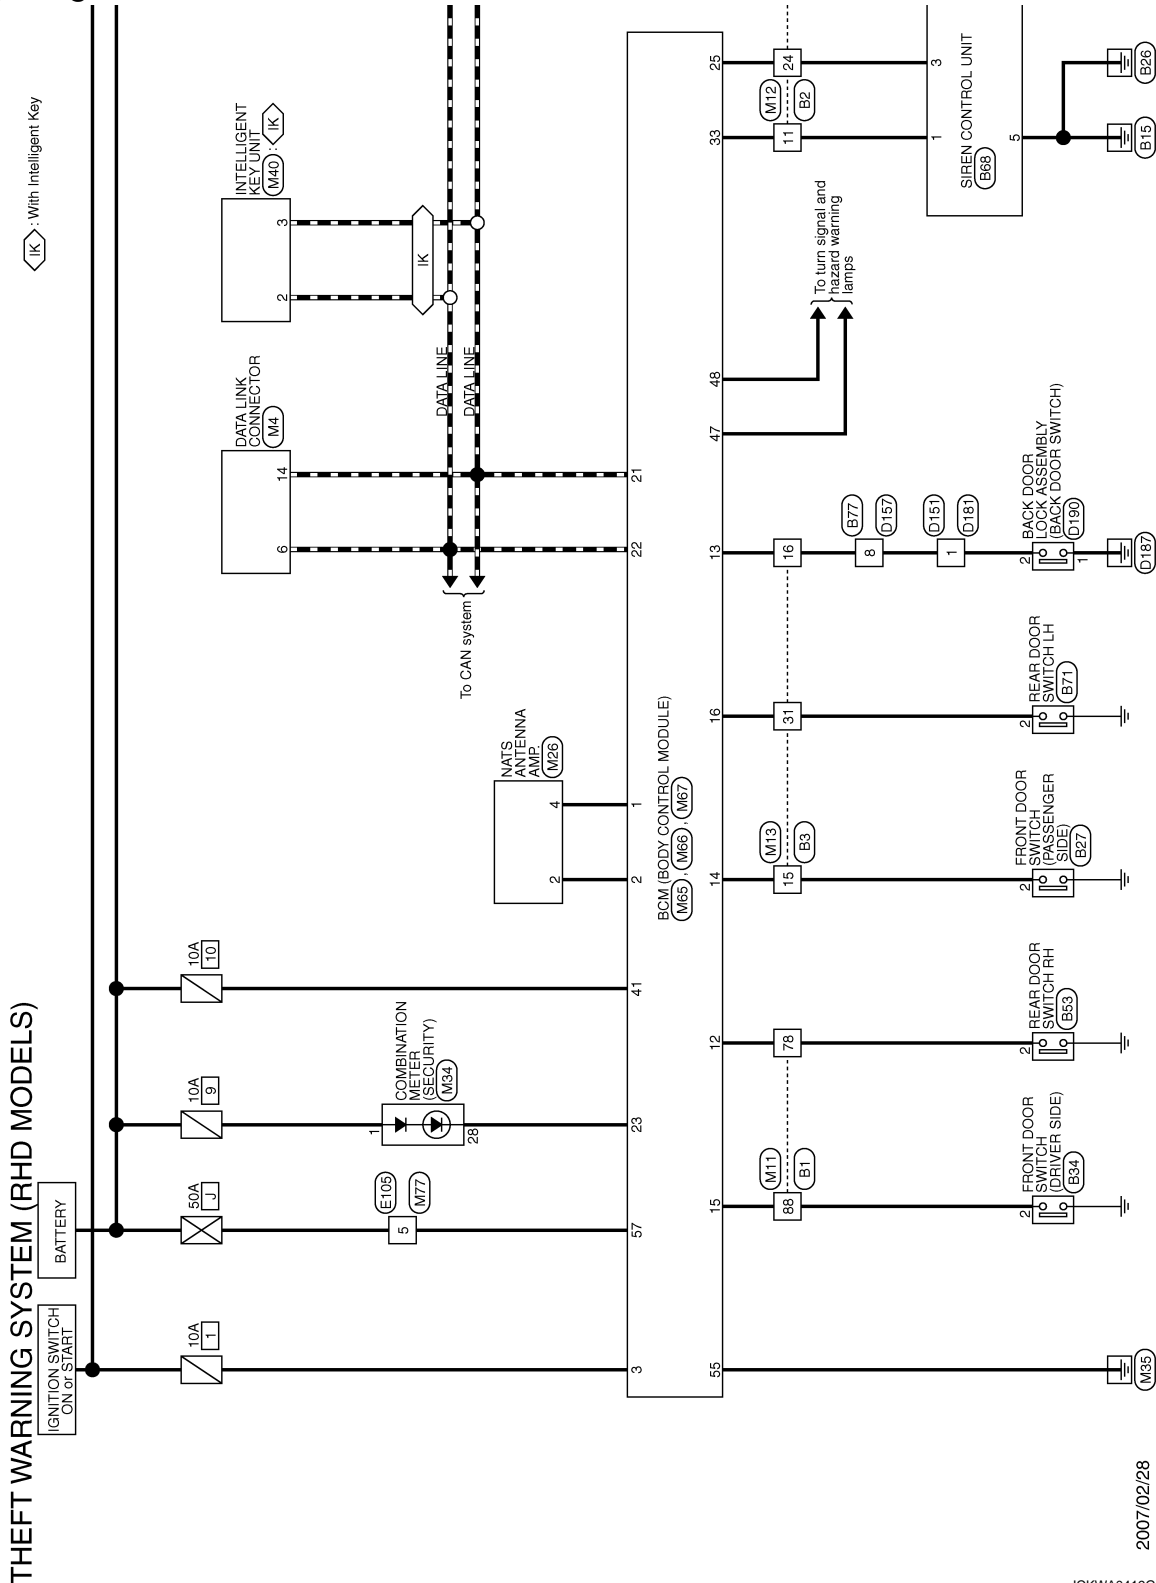 THEFT WARNING SYSTEM (RHD MODELS)
IK : With Intelligent Key
IGNITION SWITCH
ON or START
BATTERY
10A
1
50A
J
10A
9
10A
10
E105
M77
5
1
28
COMBINATION
METER
(SECURITY)
M34
NATS
ANTENNA
AMP.
M26
2
4
DATA LINK
CONNECTOR
M4
6
14
INTELLIGENT
KEY UNIT
M40 : IK
2
3
IK
DATA LINE
DATA LINE
To CAN system
3
57
23
41
2
1
22
21
BCM (BODY CONTROL MODULE)
M65 , M66 , M67
55
15
12
14
16
13
47
48
33
25
M11
B1
88
78
M13
B3
15
31
16
M12
B2
11
24
B77
D157
8
D151
D181
1
To turn signal and
hazard warning
lamps
1
3
SIREN CONTROL UNIT
B68
5
2
FRONT DOOR
SWITCH
(DRIVER SIDE)
B34
2
REAR DOOR
SWITCH RH
B53
2
FRONT DOOR
SWITCH
(PASSENGER
SIDE)
B27
2
REAR DOOR
SWITCH LH
B71
2
1
BACK DOOR
LOCK ASSEMBLY
(BACK DOOR SWITCH)
D190
M35
D187
B15
B26
2007/02/28